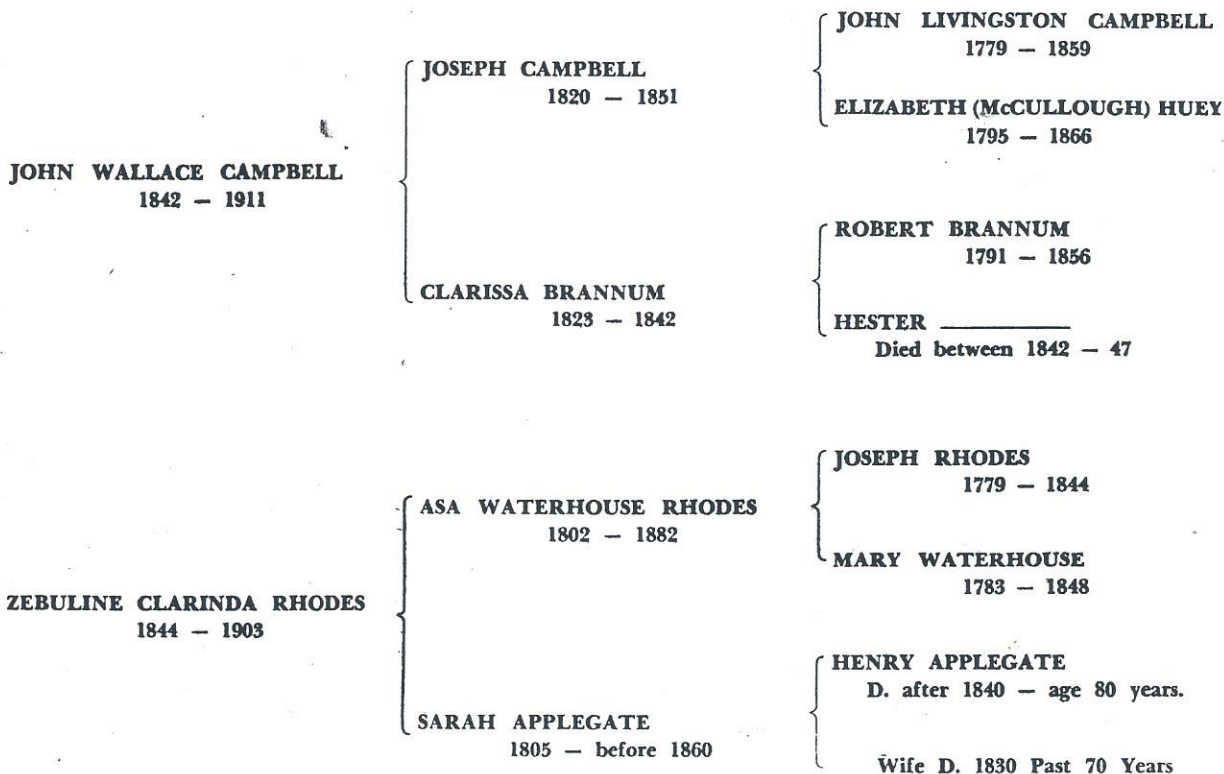 JOHN LIVINGSTON CAMPBELL
1779 — 1859
JOSEPH CAMPBELL
1820 — 1851
ELIZABETH (McCULLOUGH) HUEY
1795 — 1866
JOHN WALLACE CAMPBELL
1842 — 1911
ROBERT BRANNUM
1791 — 1856
CLARISSA BRANNUM
1823 — 1842
HESTER ____________
Died between 1842 — 47
JOSEPH RHODES
1779 — 1844
ASA WATERHOUSE RHODES
1802 — 1882
MARY WATERHOUSE
1783 — 1848
ZEBULINE CLARINDA RHODES
1844 — 1903
HENRY APPLEGATE
D. after 1840 — age 80 years.
SARAH APPLEGATE
1805 — before 1860
Wife D. 1830 Past 70 Years